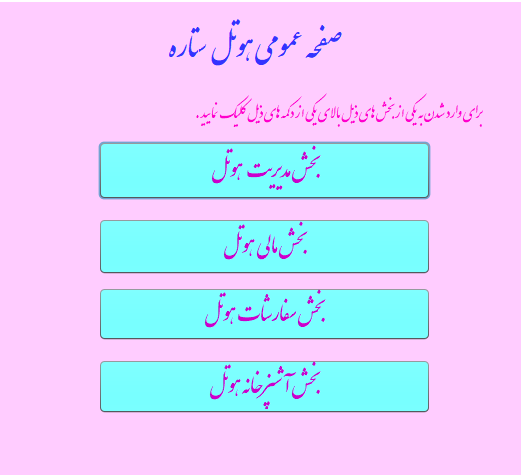 صفحه عمومی هوتل ستاره
برای وارد شدن به یکی از بخش های ذیل بالای یکی از دکمه های ذیل کلیک نمایید .
بخش مدیریت هوتل
بخش مالی هوتل
بخش سفارشات هوتل
بخش آشپزخانه هوتل